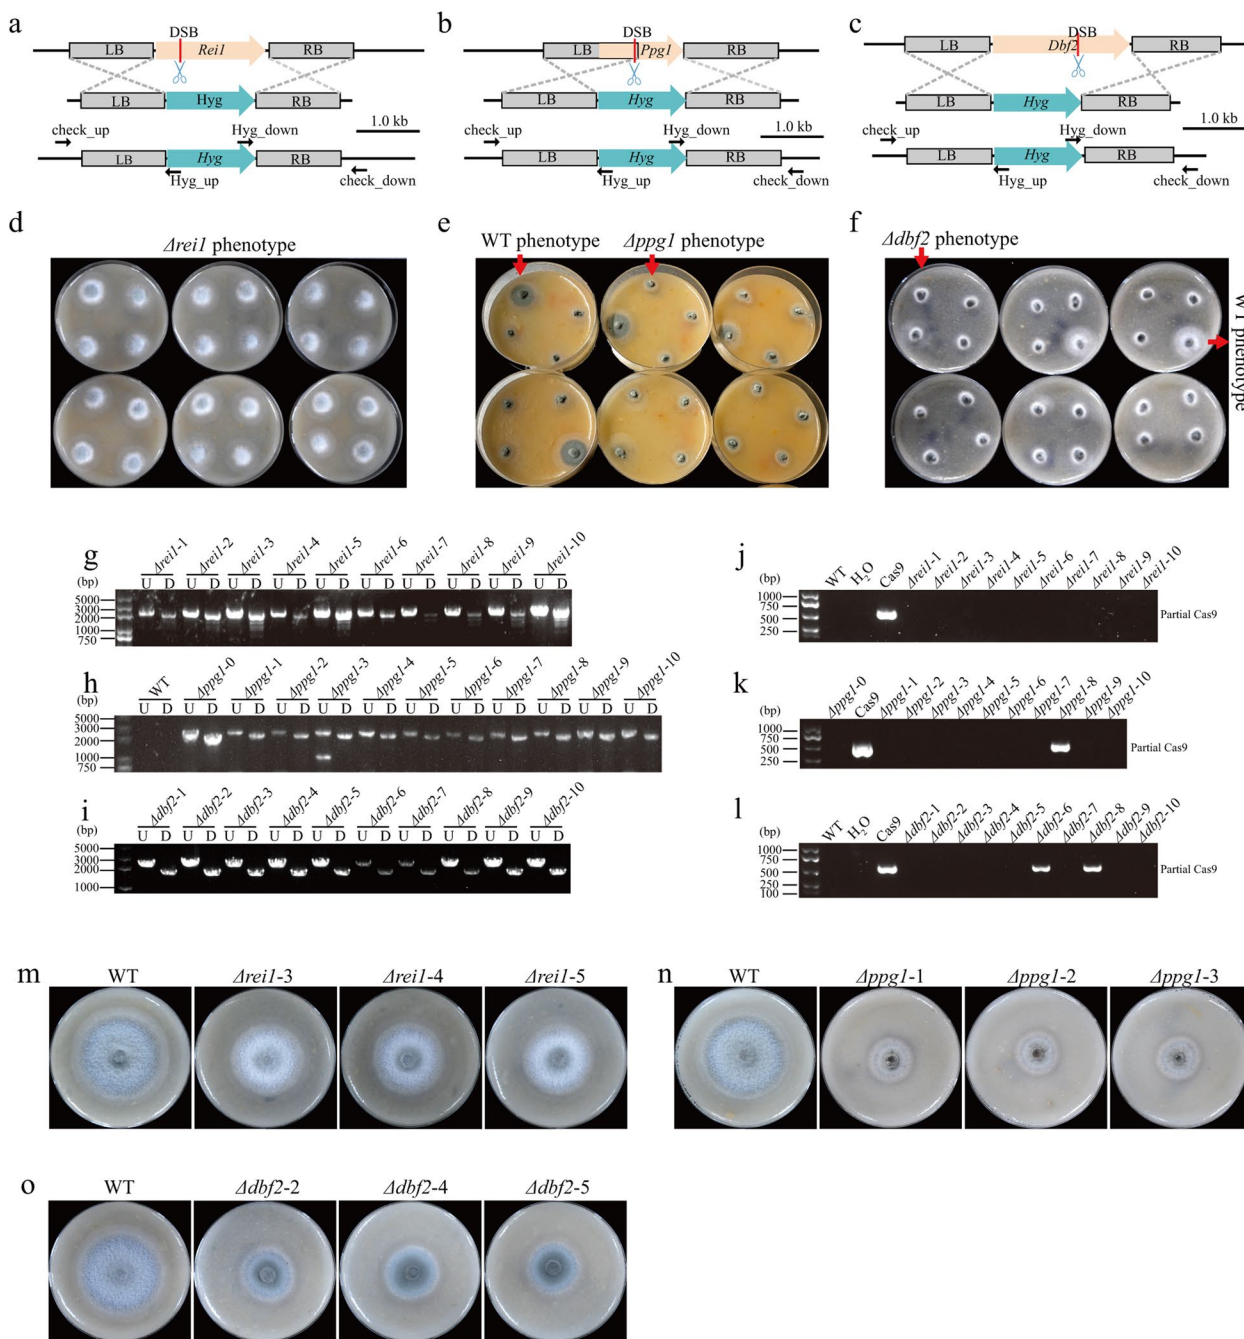 a
DSB
LB Rei1 RB
LB Hyg RB
check_up Hyg_down 1.0 kb
LB Hyg RB
Hyg_up check_down
b
DSB
LB Ppg1 RB
LB Hyg RB
check_up Hyg_down 1.0 kb
LB Hyg RB
Hyg_up check_down
c
DSB
LB Dbf2 RB
LB Hyg RB
check_up Hyg_down 1.0 kb
LB Hyg RB
Hyg_up check_down
d
Δrei1 phenotype
e
WT phenotype Δppg1 phenotype
f
Δdbf2 phenotype
WT phenotype
g
Δrei1-1 Δrei1-2 Δrei1-3 Δrei1-4 Δrei1-5 Δrei1-6 Δrei1-7 Δrei1-8 Δrei1-9 Δrei1-10
(bp) U D U D U D U D U D U D U D U D U D U D
5000
3000
2000
1000
750
h
WT Δppg1-0 Δppg1-1 Δppg1-2 Δppg1-3 Δppg1-4 Δppg1-5 Δppg1-6 Δppg1-7 Δppg1-8 Δppg1-9 Δppg1-10
(bp) U D U D U D U D U D U D U D U D U D U D U D U D
5000
3000
2000
1000
750
i
Δdbf2-1 Δdbf2-2 Δdbf2-3 Δdbf2-4 Δdbf2-5 Δdbf2-6 Δdbf2-7 Δdbf2-8 Δdbf2-9 Δdbf2-10
(bp) U D U D U D U D U D U D U D U D U D U D
5000
3000
2000
1000
j
WT H2O Cas9 Δrei1-1 Δrei1-2 Δrei1-3 Δrei1-4 Δrei1-5 Δrei1-6 Δrei1-7 Δrei1-8 Δrei1-9 Δrei1-10
(bp)
1000
750
500
250
Partial Cas9
k
Δppg1-0 Cas9 Δppg1-1 Δppg1-2 Δppg1-3 Δppg1-4 Δppg1-5 Δppg1-6 Δppg1-7 Δppg1-8 Δppg1-9 Δppg1-10
(bp)
1000
750
500
250
Partial Cas9
l
WT H2O Cas9 Δdbf2-1 Δdbf2-2 Δdbf2-3 Δdbf2-4 Δdbf2-5 Δdbf2-6 Δdbf2-7 Δdbf2-8 Δdbf2-9 Δdbf2-10
(bp)
1000
750
500
250
100
Partial Cas9
m
WT Δrei1-3 Δrei1-4 Δrei1-5
n
WT Δppg1-1 Δppg1-2 Δppg1-3
o
WT Δdbf2-2 Δdbf2-4 Δdbf2-5